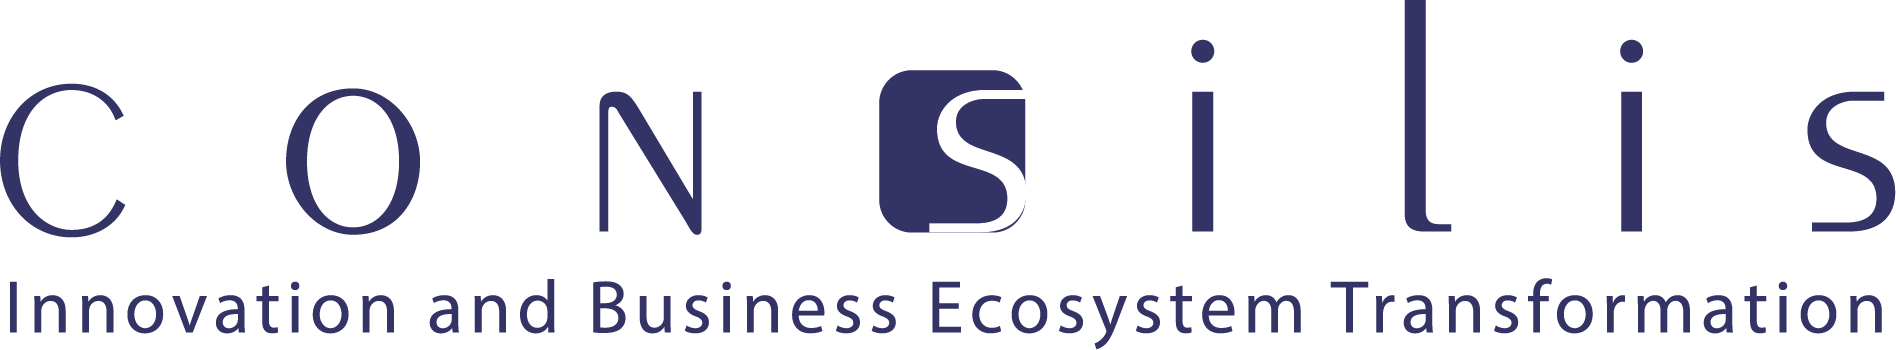 consilis
Innovation and Business Ecosystem Transformation